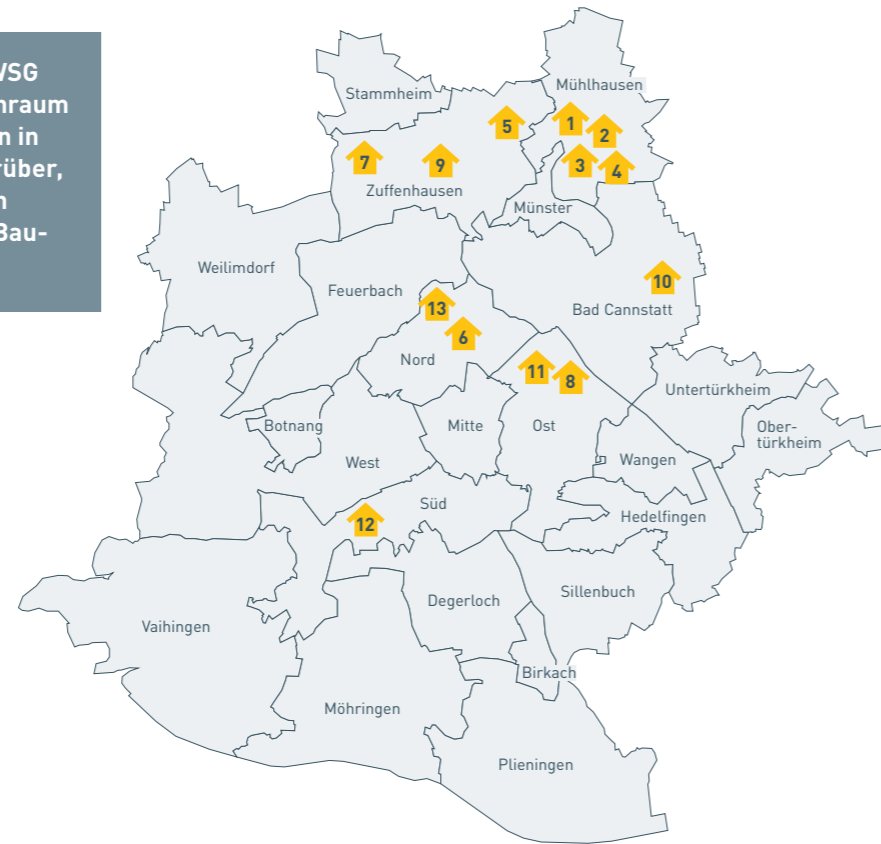 VSG
nraum
n in
rüber,
n
Bau-
Mühlhausen
Stammheim
1
5
2
7
9
3
4
Zuffenhausen
Münster
Weilimdorf
10
Feuerbach
13
Bad Cannstatt
6
Nord
11
8
Untertürkheim
Botnang
Mitte
Ost
Ober-
türkheim
West
Wangen
Süd
12
Hedelfingen
Sillenbuch
Degerloch
Vaihingen
Birkach
Möhringen
Plieningen